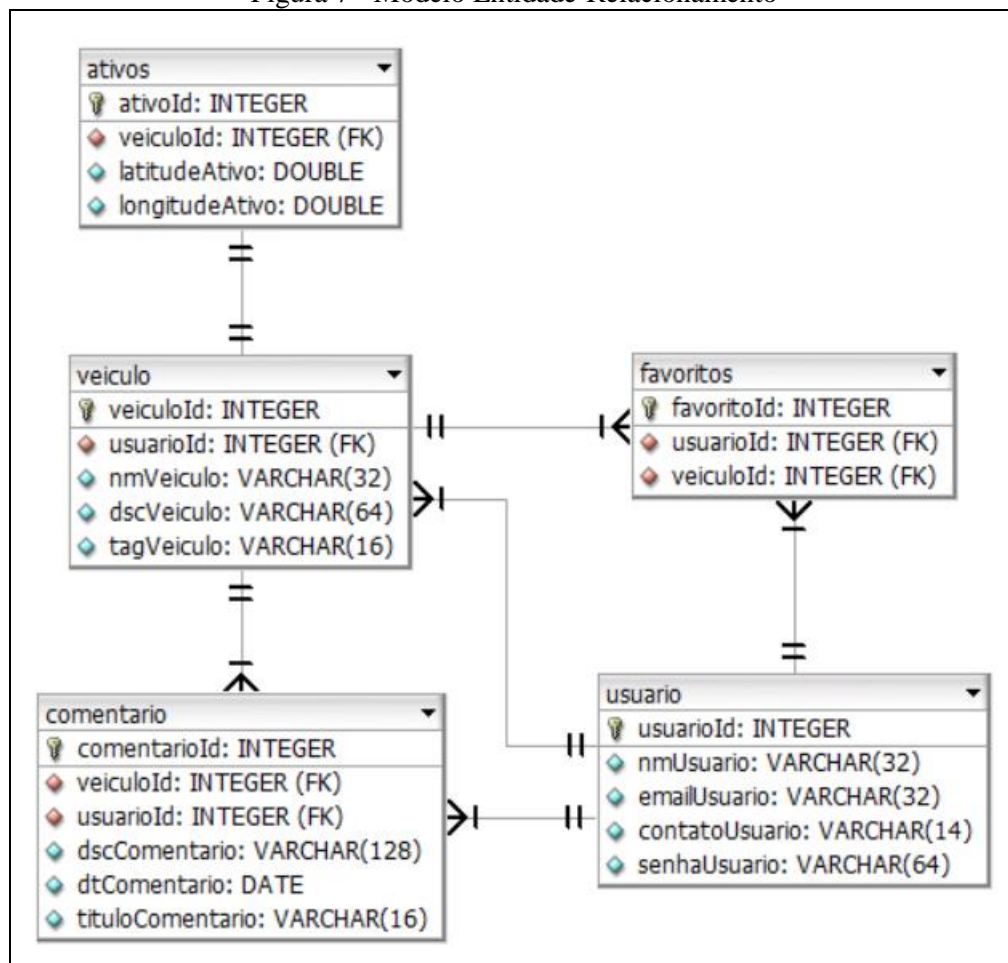 Figura 7 - Modelo Entidade-Relacionamento
ativos
ativoId: INTEGER
veiculoId: INTEGER (FK)
latitudeAtivo: DOUBLE
longitudeAtivo: DOUBLE
veiculo
veiculoId: INTEGER
usuarioId: INTEGER (FK)
nmVeiculo: VARCHAR(32)
dscVeiculo: VARCHAR(64)
tagVeiculo: VARCHAR(16)
favoritos
favoritoId: INTEGER
usuarioId: INTEGER (FK)
veiculoId: INTEGER (FK)
comentario
comentarioId: INTEGER
veiculoId: INTEGER (FK)
usuarioId: INTEGER (FK)
dscComentario: VARCHAR(128)
dtComentario: DATE
tituloComentario: VARCHAR(16)
usuario
usuarioId: INTEGER
nmUsuario: VARCHAR(32)
emailUsuario: VARCHAR(32)
contatoUsuario: VARCHAR(14)
senhaUsuario: VARCHAR(64)